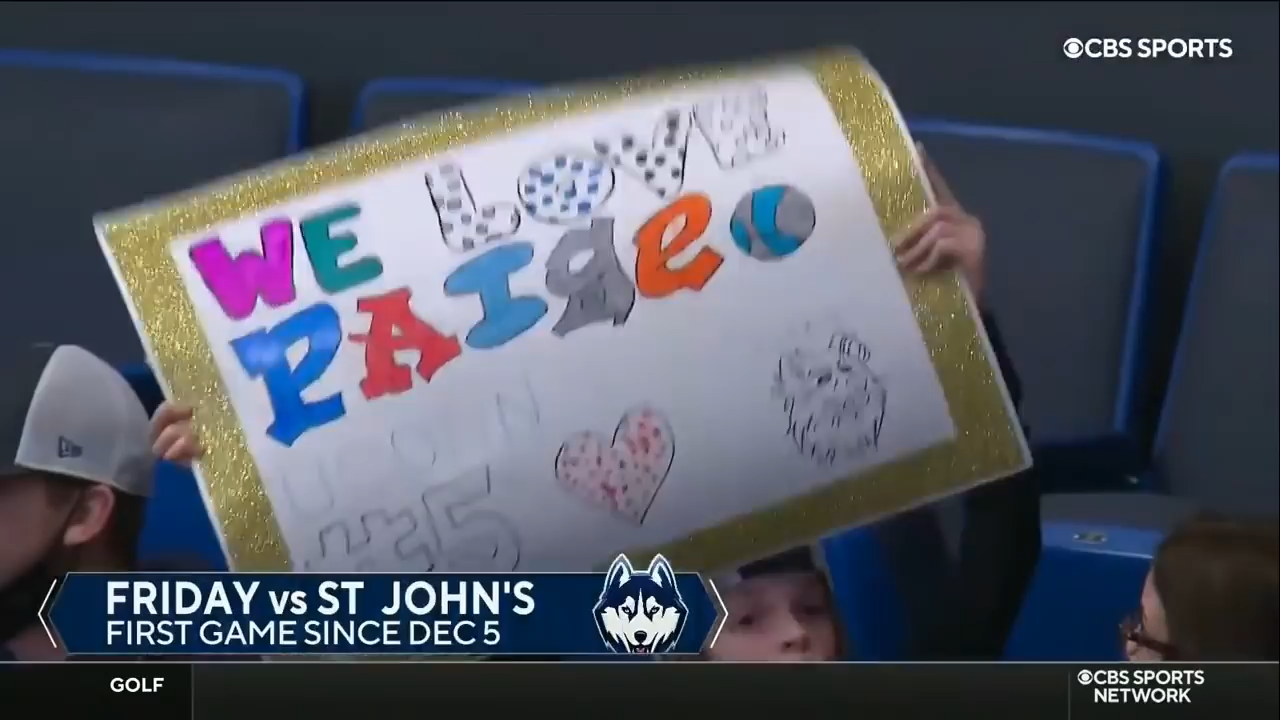 CBS SPORTS
WE LOVE
PAIGE
UCONN
#5
FRIDAY vs ST JOHN'S
FIRST GAME SINCE DEC 5
GOLF
CBS SPORTS
NETWORK